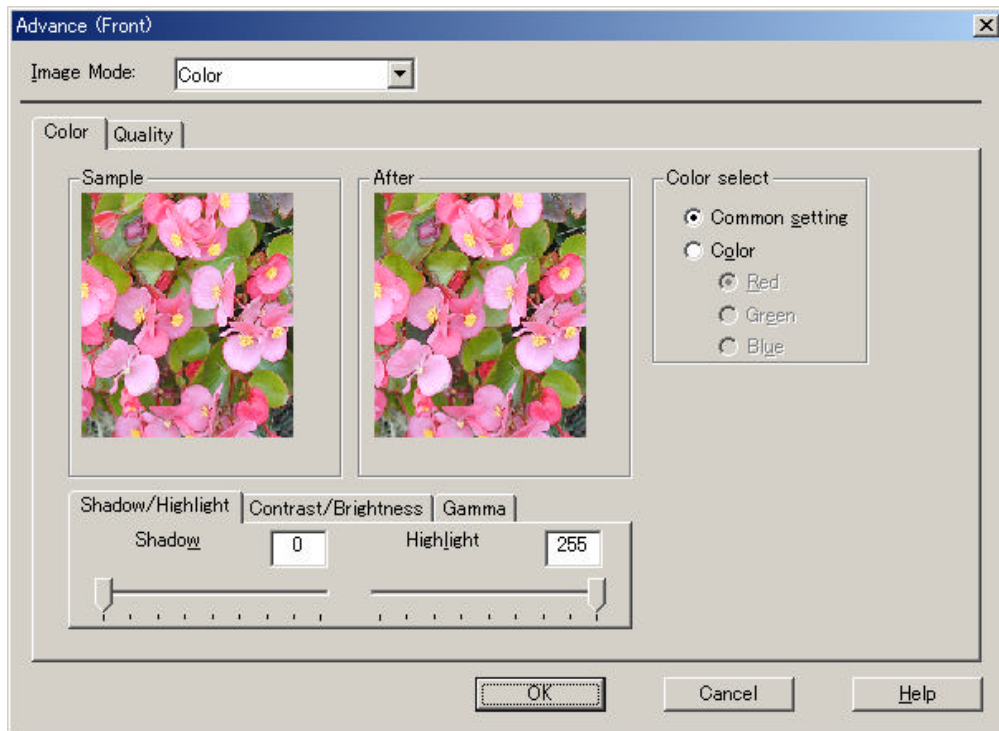 Advance (Front)
Image Mode: Color
Color Quality
Sample After Color select
Common setting
Color
Red
Green
Blue
Shadow/Highlight Contrast/Brightness Gamma
Shadow 0 Highlight 255
OK Cancel Help